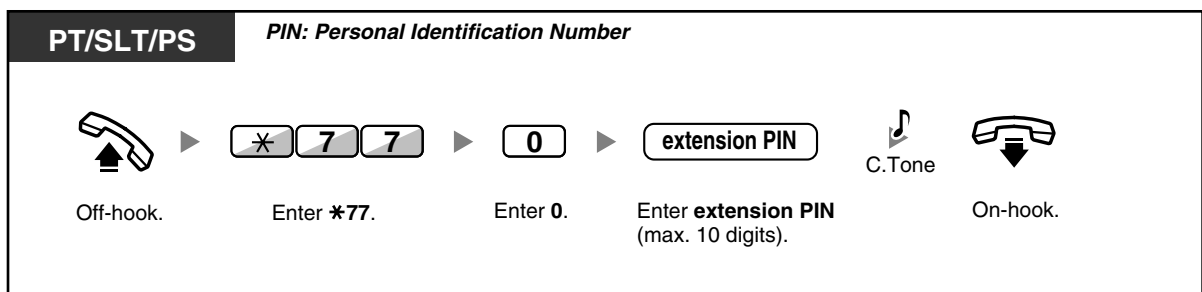 PT/SLT/PS
PIN: Personal Identification Number
* 7 7
0
extension PIN
C.Tone
Off-hook.
Enter *77.
Enter 0.
Enter extension PIN
(max. 10 digits).
On-hook.